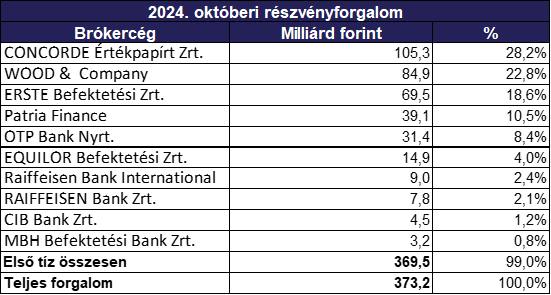 2024. októberi részvényforgalom
Brókercég Milliárd forint %
CONCORDE Értékpapírt Zrt. 105,3 28,2%
WOOD & Company 84,9 22,8%
ERSTE Befektetési Zrt. 69,5 18,6%
Patria Finance 39,1 10,5%
OTP Bank Nyrt. 31,4 8,4%
EQUILOR Befektetési Zrt. 14,9 4,0%
Raiffeisen Bank International 9,0 2,4%
RAIFFEISEN Bank Zrt. 7,8 2,1%
CIB Bank Zrt. 4,5 1,2%
MBH Befektetési Bank Zrt. 3,2 0,8%
Első tíz összesen 369,5 99,0%
Teljes forgalom 373,2 100,0%